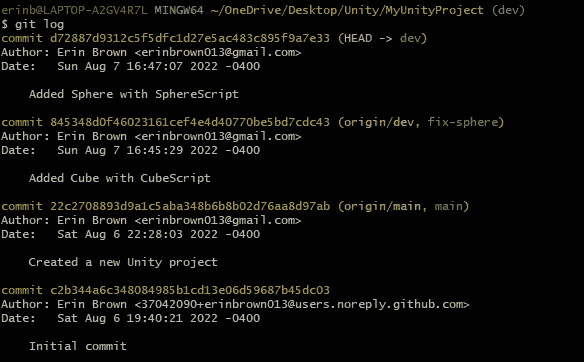 erinb@LAPTOP-A2GV4R7L MINGW64 ~/OneDrive/Desktop/Unity/MyUnityProject (dev)
$ git log
commit d72887d9312c5f5dfc1d27e5ac483c895f9a7e33 (HEAD -> dev)
Author: Erin Brown <erinbrown013@gmail.com>
Date:   Sun Aug 7 16:47:07 2022 -0400
Added Sphere with SphereScript
commit 845348d0f46023161cef4e4d40770be5bd7cdc43 (origin/dev, fix-sphere)
Author: Erin Brown <erinbrown013@gmail.com>
Date:   Sun Aug 7 16:45:29 2022 -0400
Added Cube with CubeScript
commit 22c2708893d9a1c5aba348b6b8b02d76aa8d97ab (origin/main, main)
Author: Erin Brown <erinbrown013@gmail.com>
Date:   Sat Aug 6 22:28:03 2022 -0400
Created a new Unity project
commit c2b344a6c348084985b1cd13e06d59687b45dc03
Author: Erin Brown <37042090+erinbrown013@users.noreply.github.com>
Date:   Sat Aug 6 19:40:21 2022 -0400
Initial commit